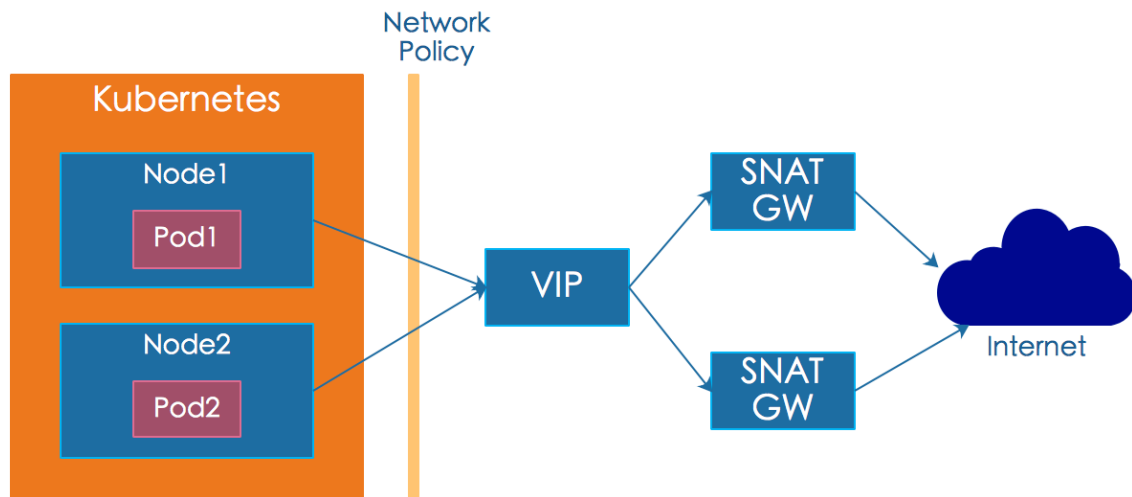 Network
Policy
Kubernetes
Node1
Pod1
Node2
Pod2
VIP
SNAT
GW
SNAT
GW
Internet